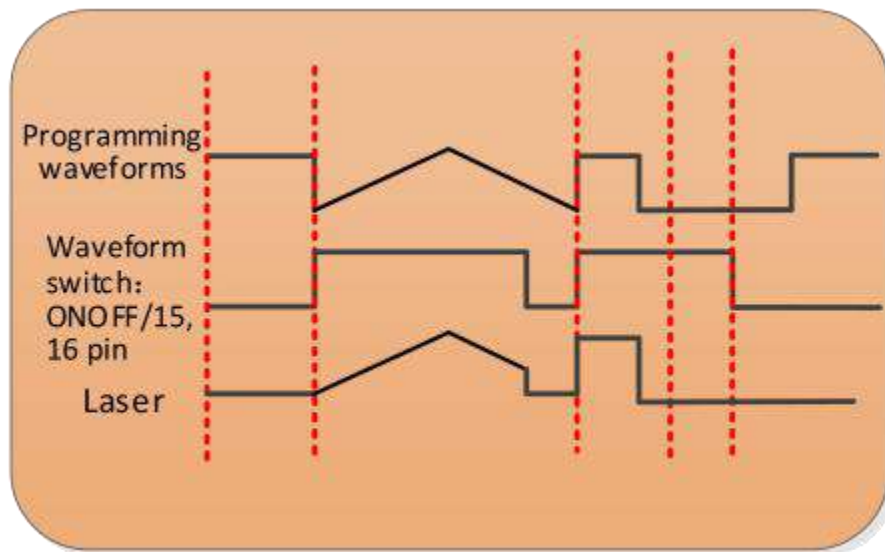 Programming
waveforms
Waveform
switch：
ONOFF/15,
16 pin
Laser